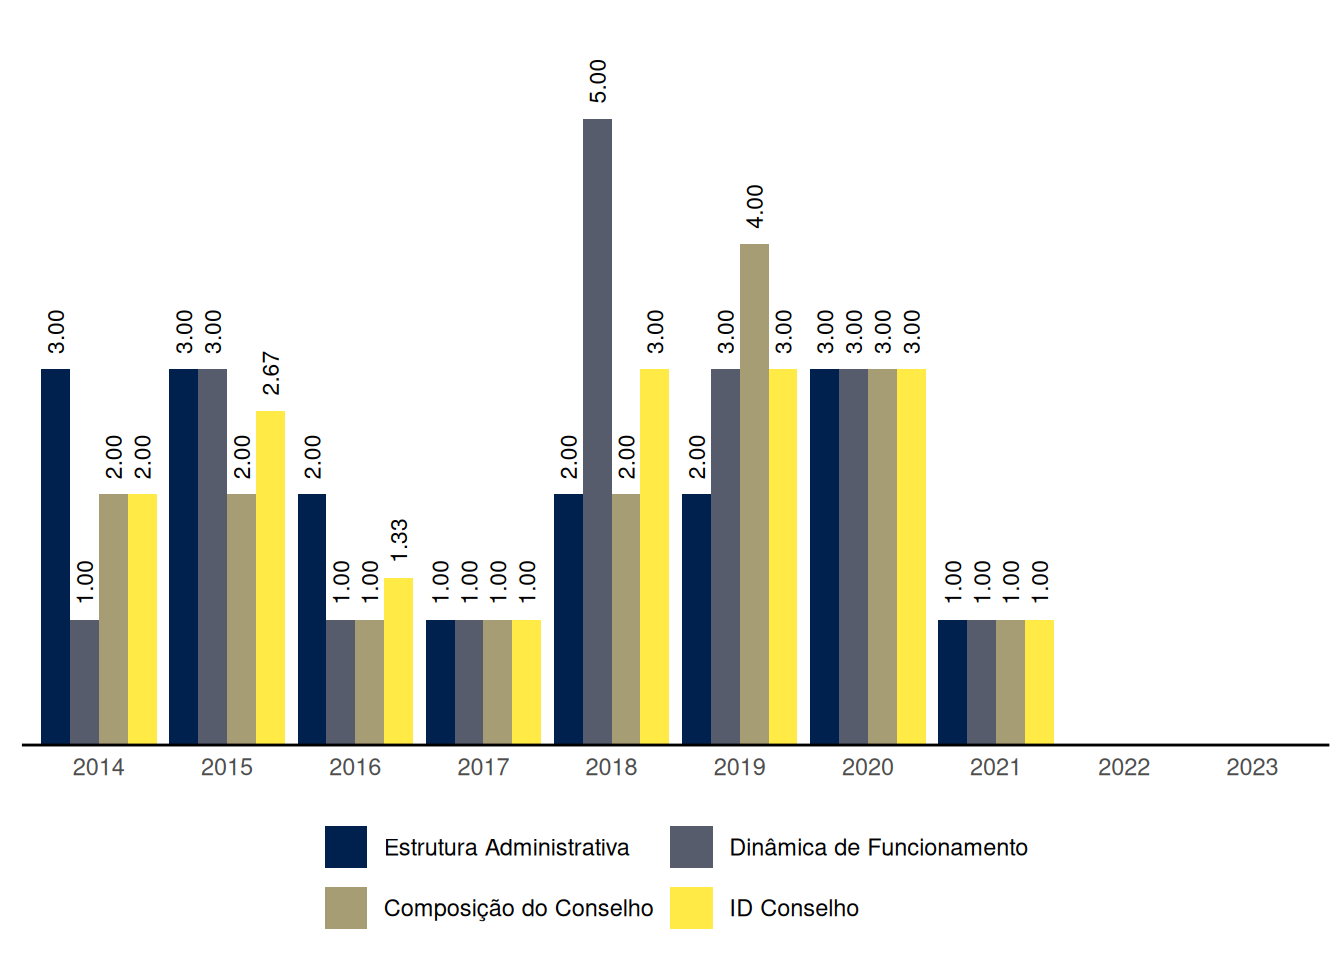 5.00
4.00
3.00 3.00 3.00 3.00 3.00 3.00 3.00 3.00 3.00 3.00
2.67
2.00 2.00 2.00 2.00 2.00 2.00 2.00
1.33
1.00 1.00 1.00 1.00 1.00 1.00 1.00 1.00 1.00 1.00 1.00
2014 2015 2016 2017 2018 2019 2020 2021 2022 2023
Estrutura Administrativa Dinâmica de Funcionamento
Composição do Conselho ID Conselho